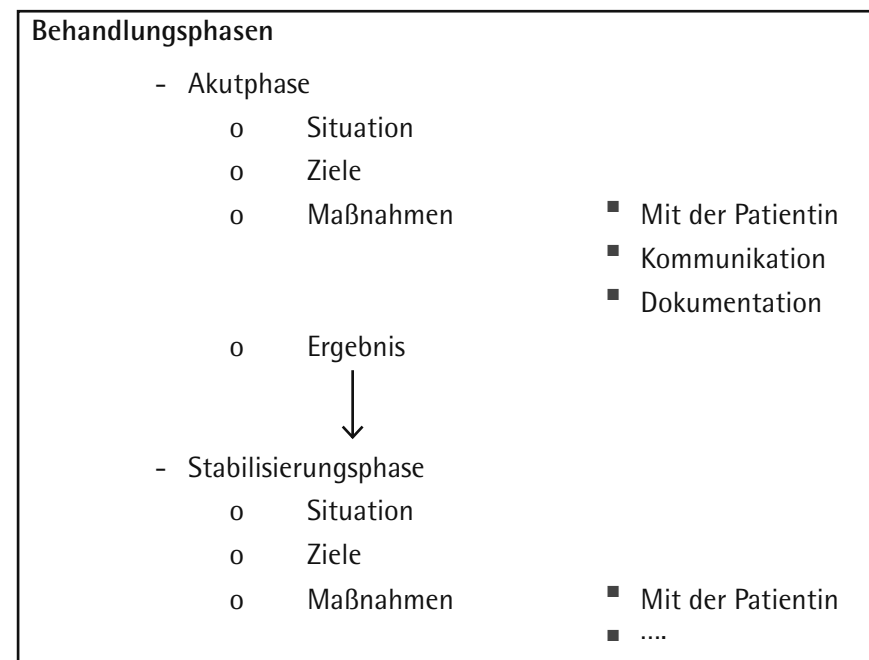 Behandlungsphasen
- Akutphase
o Situation
o Ziele
o Maßnahmen ▪ Mit der Patientin
▪ Kommunikation
▪ Dokumentation
o Ergebnis
- Stabilisierungsphase
o Situation
o Ziele
o Maßnahmen ▪ Mit der Patientin
▪ ....